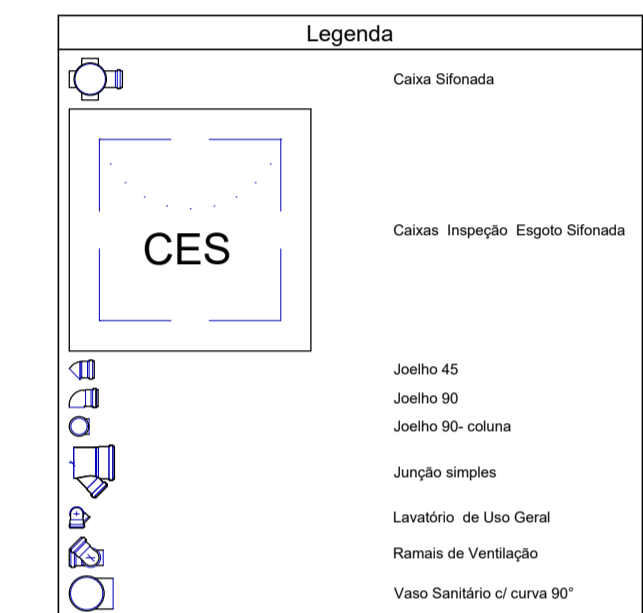 Legenda
Caixa Sifonada
CES
Caixas Inspeção Esgoto Sifonada
Joelho 45
Joelho 90
Joelho 90- coluna
Junção simples
Lavatório de Uso Geral
Ramais de Ventilação
Vaso Sanitário c/ curva 90°